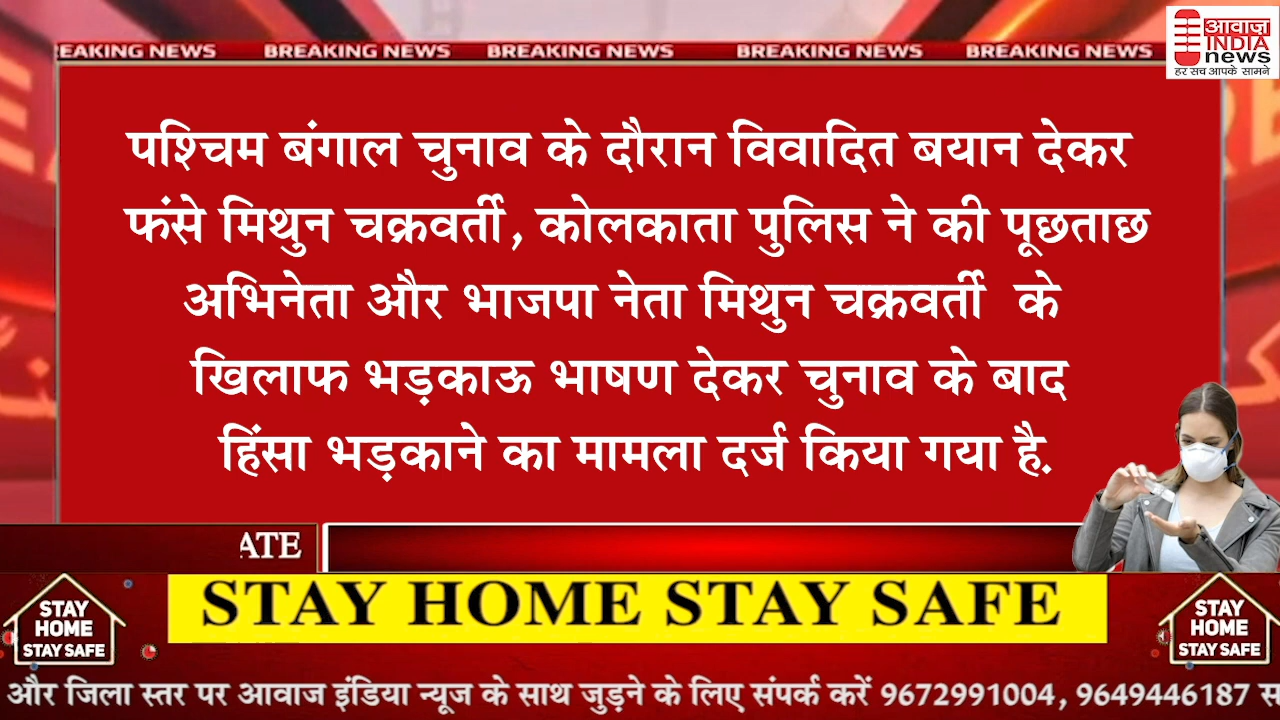 आवाज़
INDIA
news
हर सच आपके सामने
EAKING NEWS BREAKING NEWS BREAKING NEWS BREAKING NEWS BREAKING NEWS
पश्चिम बंगाल चुनाव के दौरान विवादित बयान देकर
फंसे मिथुन चक्रवर्ती, कोलकाता पुलिस ने की पूछताछ
अभिनेता और भाजपा नेता मिथुन चक्रवर्ती के
खिलाफ भड़काऊ भाषण देकर चुनाव के बाद
हिंसा भड़काने का मामला दर्ज किया गया है.
ATE
STAY HOME STAY SAFE
STAY
HOME
STAY SAFE
STAY
HOME
STAY SAFE
और जिला स्तर पर आवाज इंडिया न्यूज के साथ जुड़ने के लिए संपर्क करें 9672991004, 9649446187 स